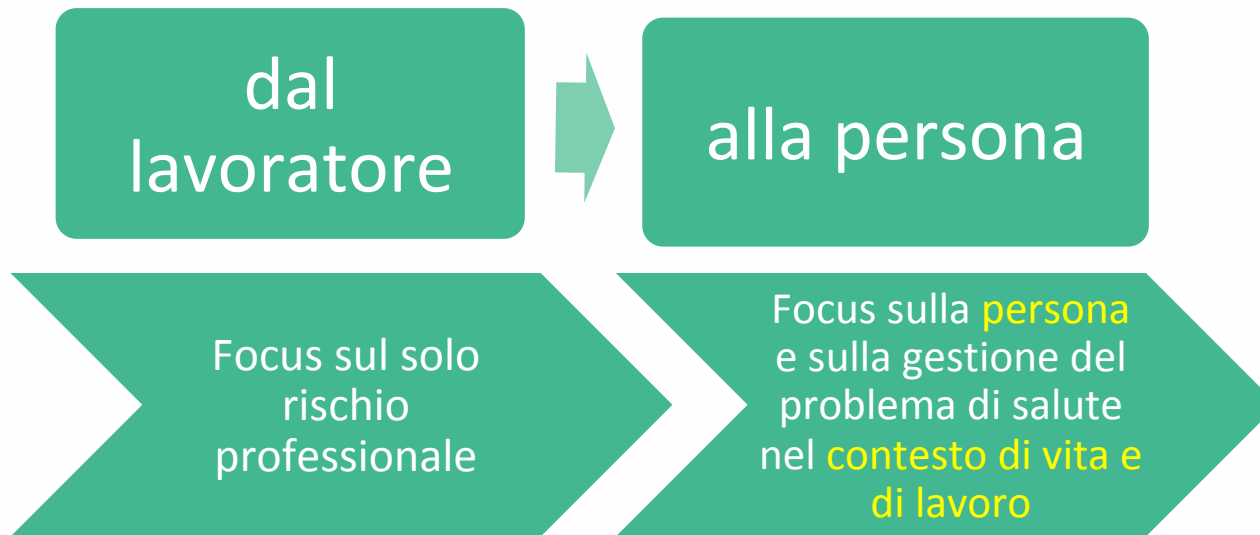 dal
lavoratore
alla persona
Focus sul solo
rischio
professionale
Focus sulla persona
e sulla gestione del
problema di salute
nel contesto di vita e
di lavoro